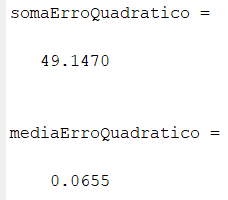 somaErroQuadratico =
49.1470
mediaErroQuadratico =
0.0655